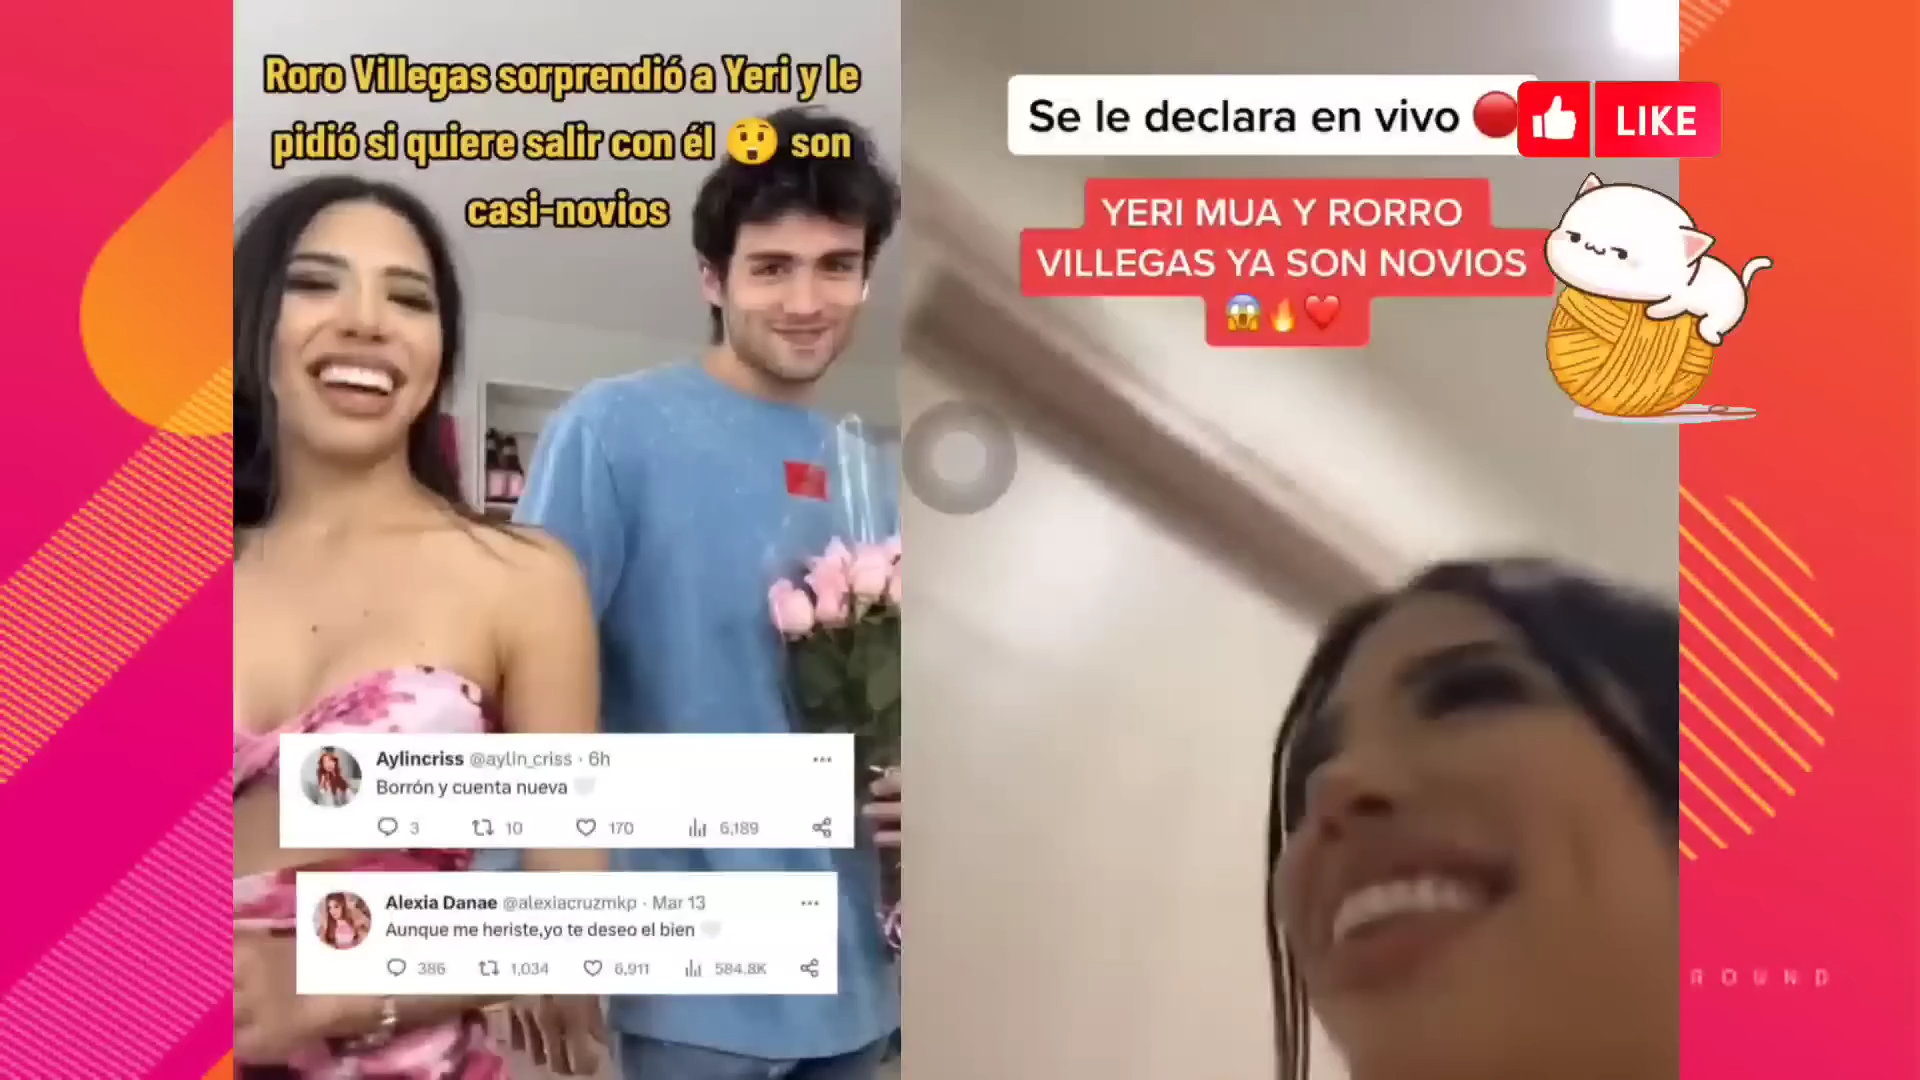 Roro Villegas sorprendió a Yeri y le
pidió si quiere salir con él 😲 son
casi-novios
Aylincriss @aylin_criss · 6h
Borrón y cuenta nueva 🤍
3 10 170 6,189
Alexia Danae @alexiacruzmkp · Mar 13
Aunque me heriste,yo te deseo el bien 🤍
386 1,034 6,911 584.8K
Se le declara en vivo 🔴
LIKE
YERI MUA Y RORRO
VILLEGAS YA SON NOVIOS
😱🔥❤️
ROUND